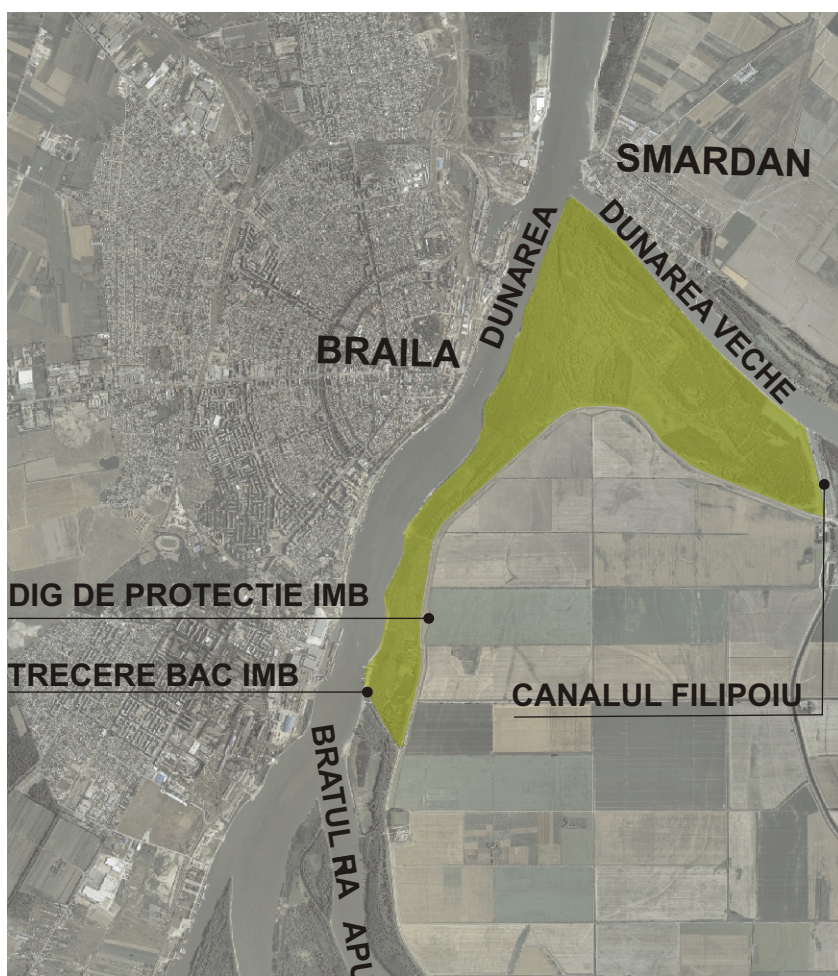 SMARDAN
DUNAREA
DUNAREA VECHE
BRAILA
DIG DE PROTECTIE IMB
TRECERE BAC IMB
CANALUL FILIPOIU
BRATUL RA APU